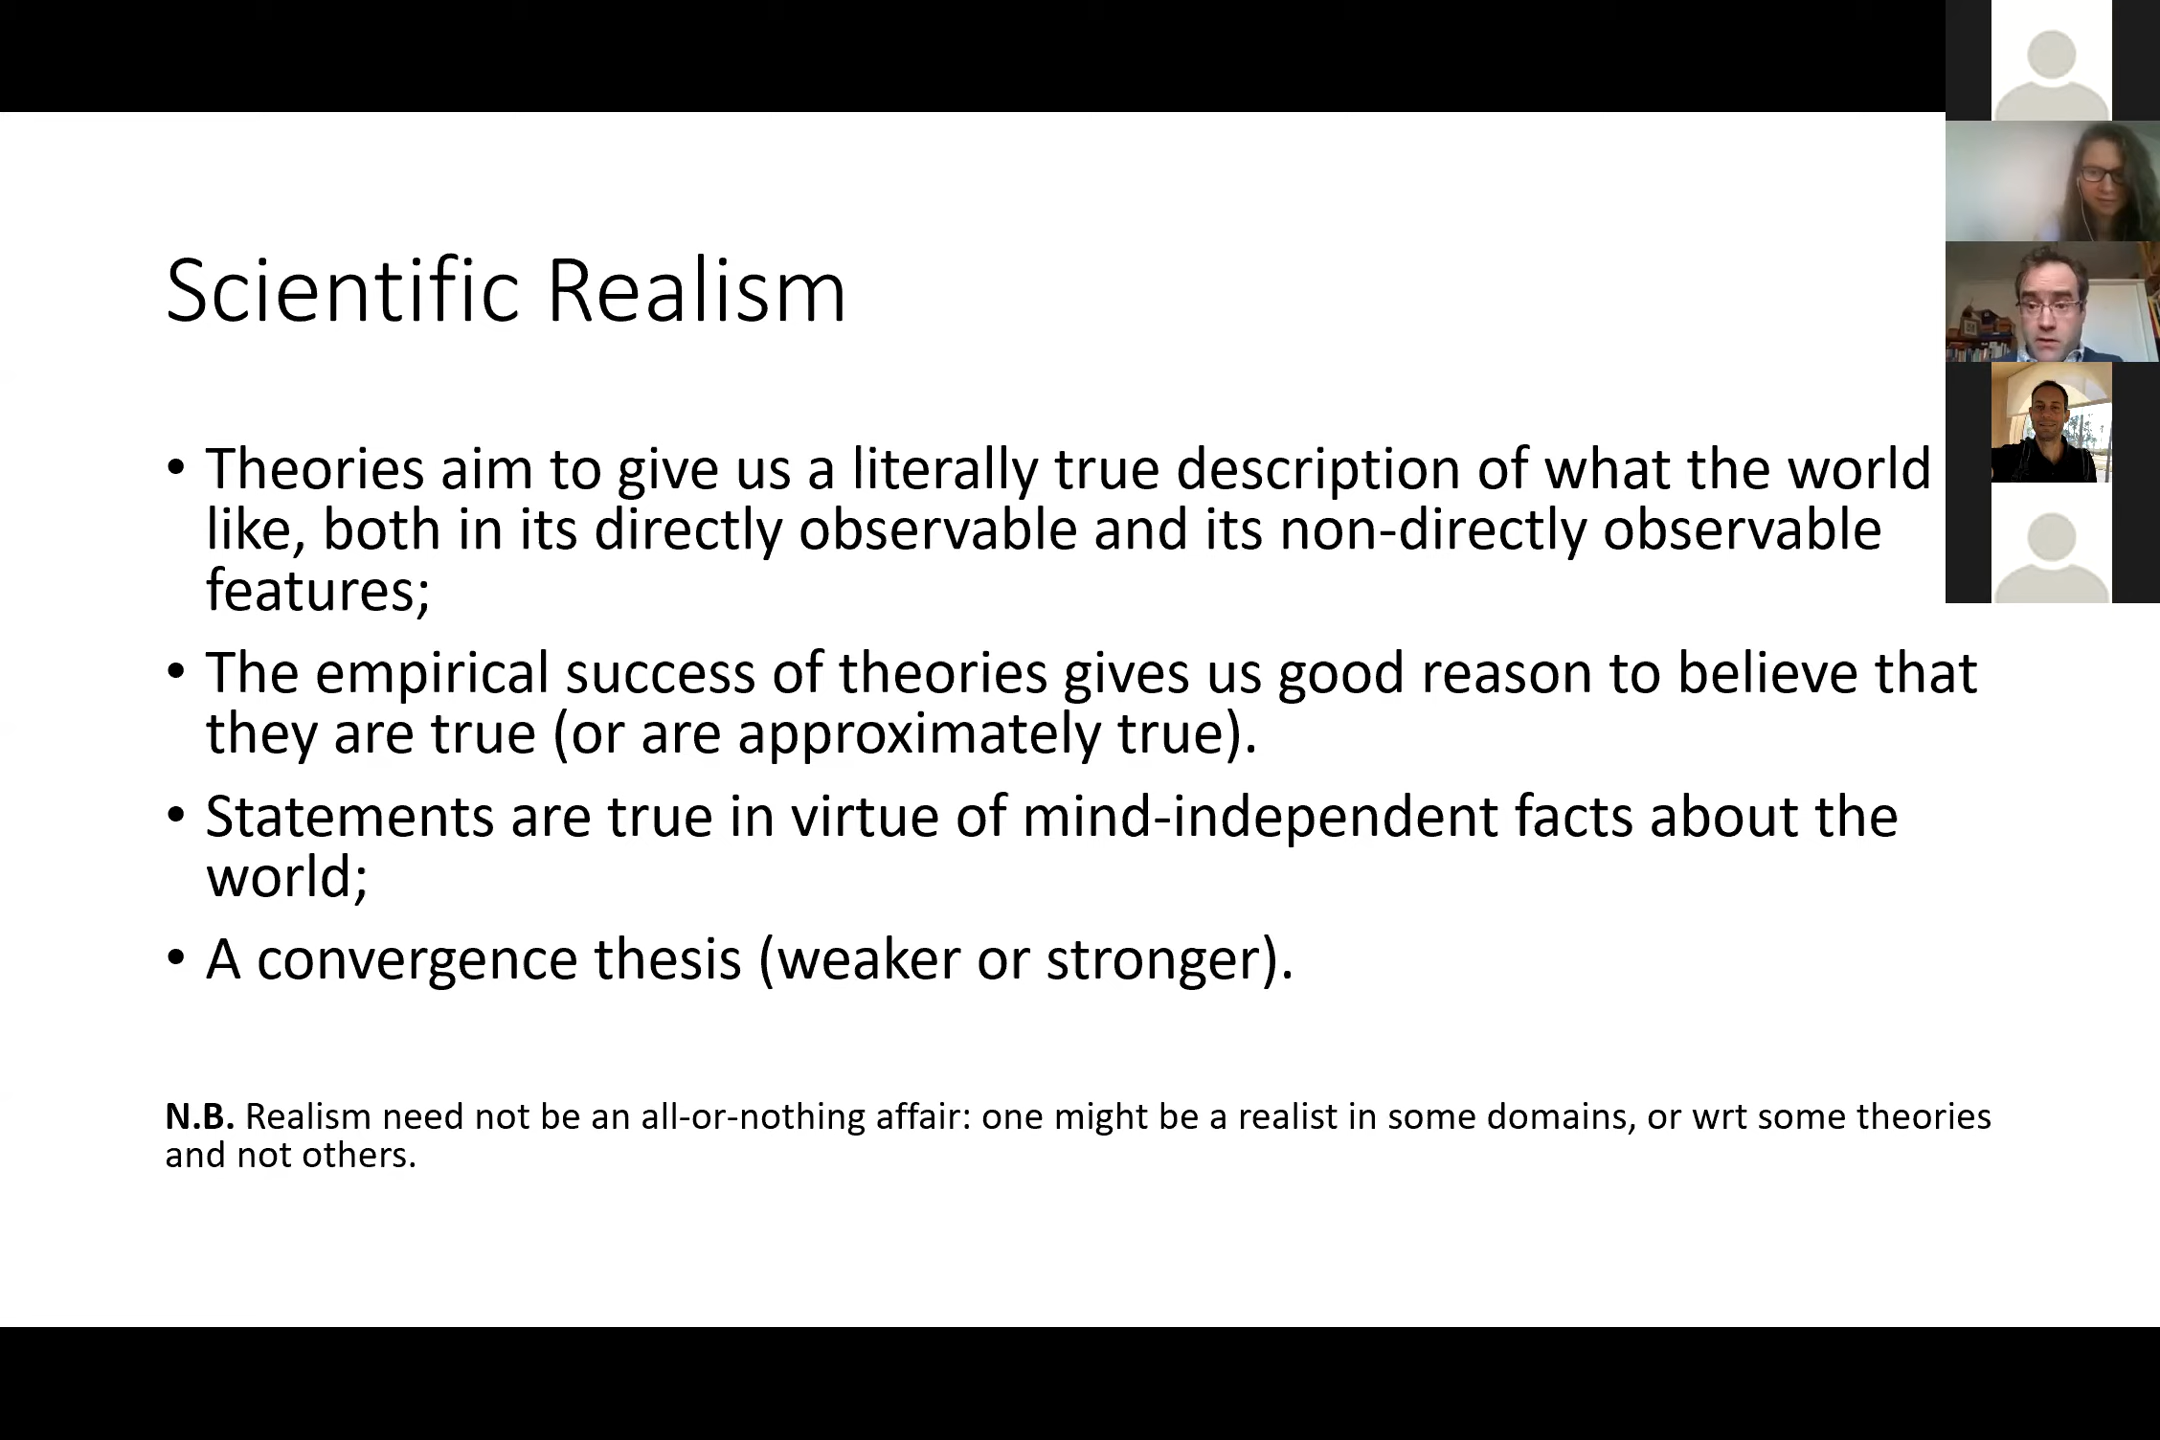 Scientific Realism
• Theories aim to give us a literally true description of what the world
like, both in its directly observable and its non-directly observable
features;
• The empirical success of theories gives us good reason to believe that
they are true (or are approximately true).
• Statements are true in virtue of mind-independent facts about the
world;
• A convergence thesis (weaker or stronger).
N.B. Realism need not be an all-or-nothing affair: one might be a realist in some domains, or wrt some theories
and not others.